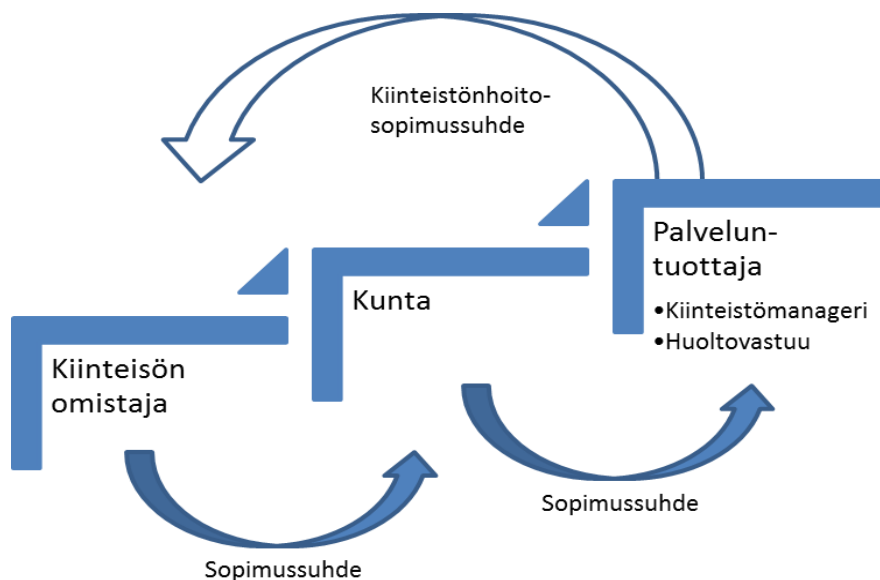 Kiinteistönhoito-
sopimussuhde
Palvelun-
tuottaja
•Kiinteistömanageri
•Huoltovastuu
Kunta
Kiinteisön
omistaja
Sopimussuhde
Sopimussuhde